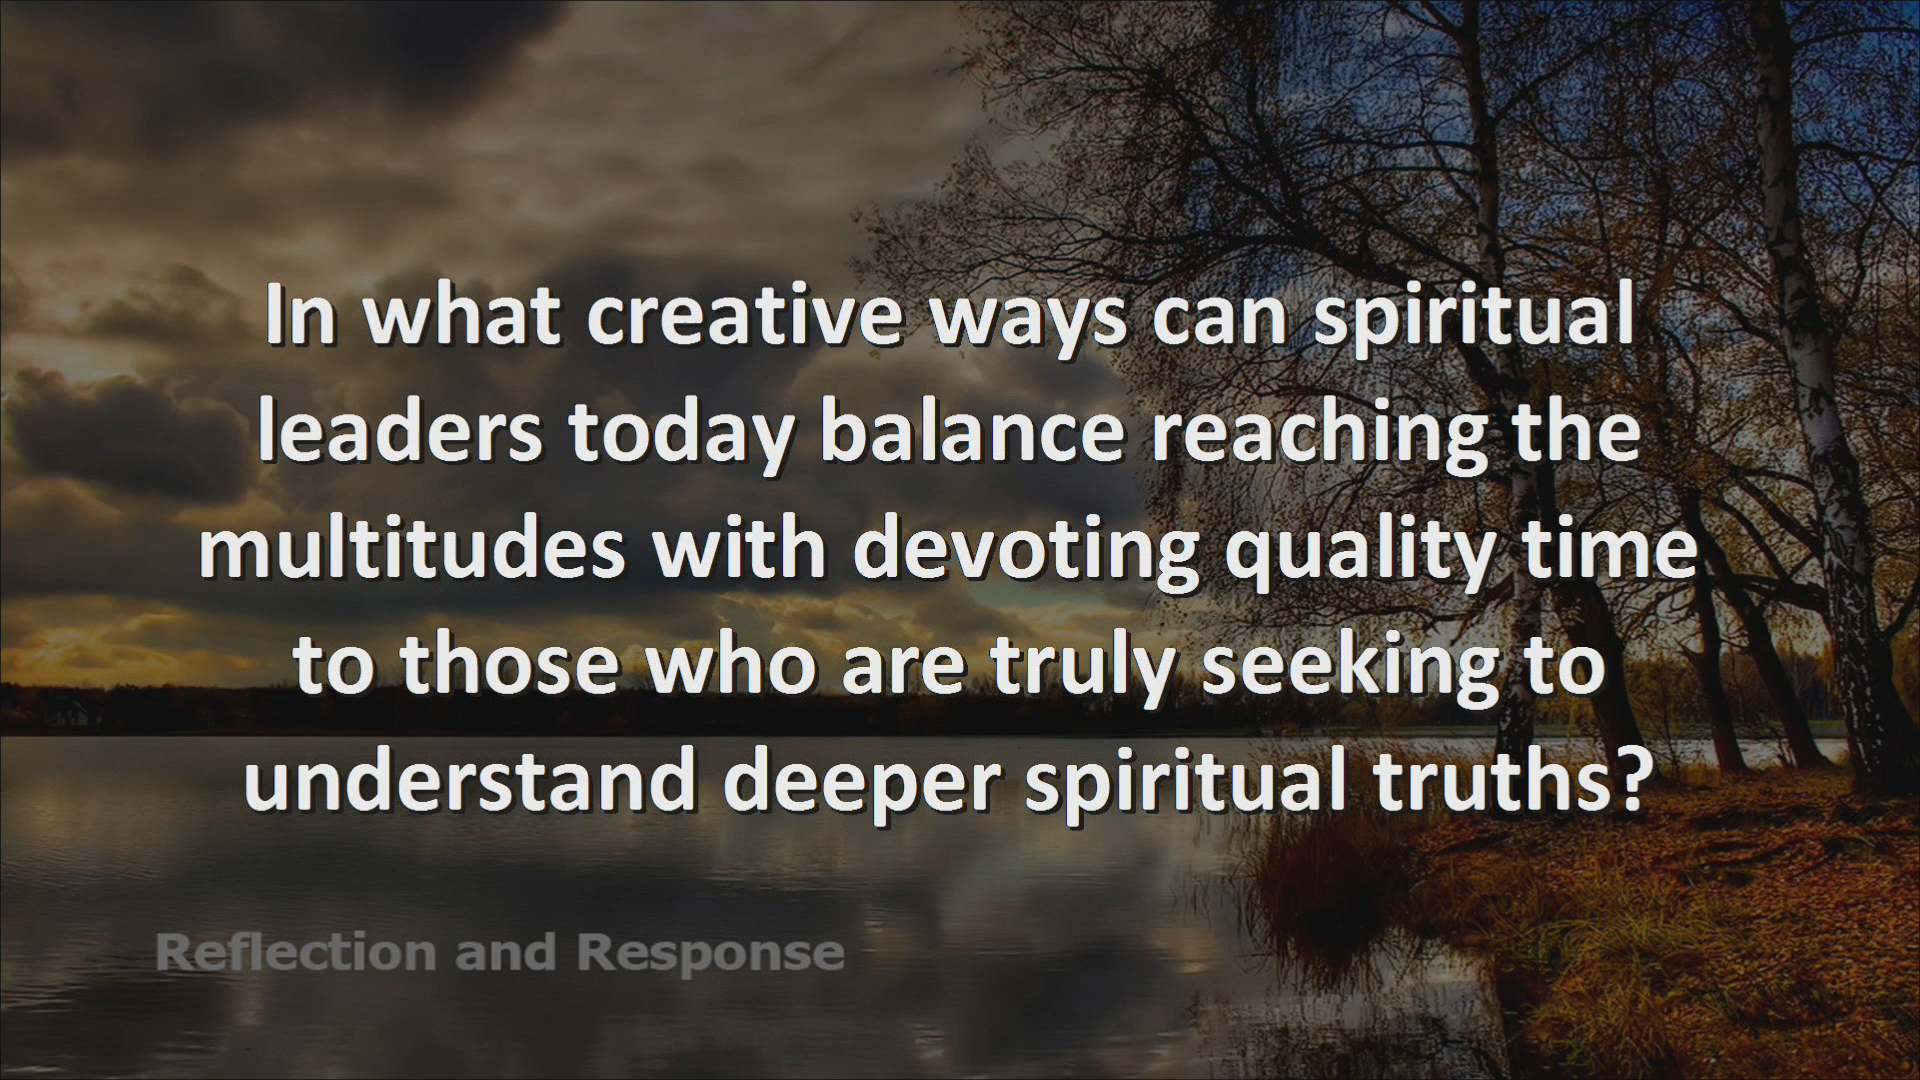 In what creative ways can spiritual
leaders today balance reaching the
multitudes with devoting quality time
to those who are truly seeking to
understand deeper spiritual truths?
Reflection and Response